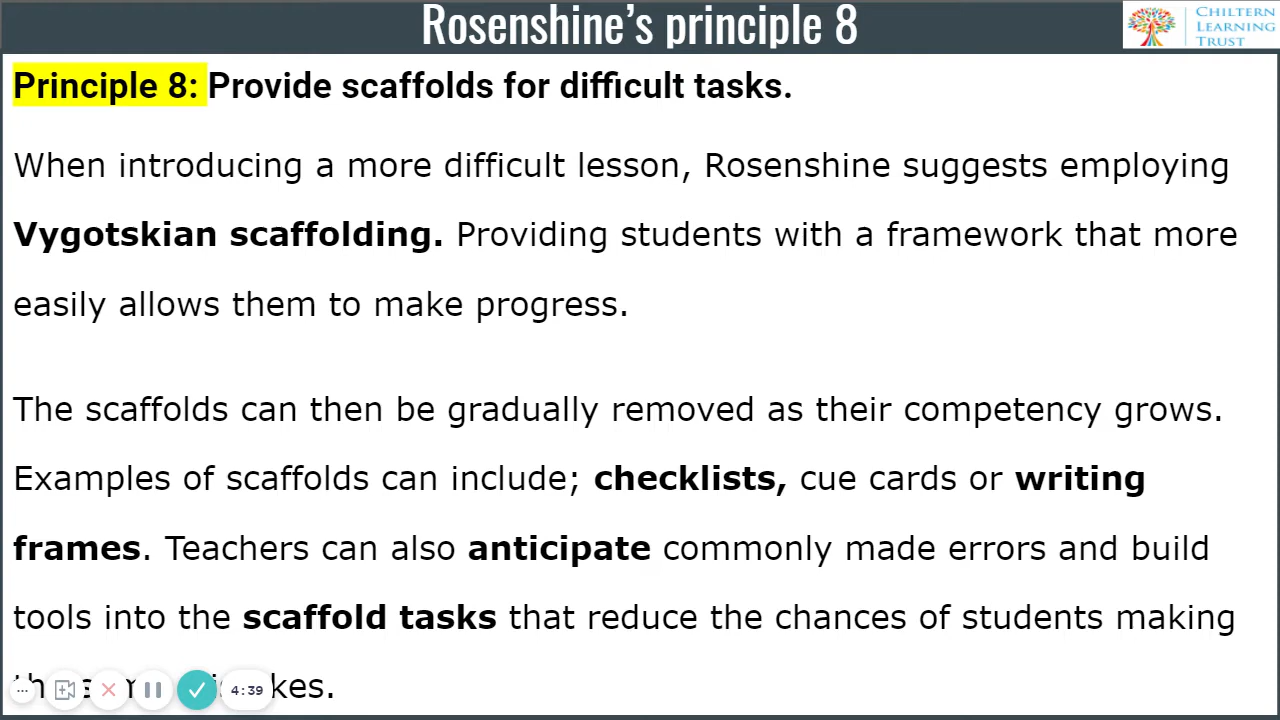 Rosenshine's principle 8
CHILTERN
LEARNING
TRUST
Principle 8: Provide scaffolds for difficult tasks.
When introducing a more difficult lesson, Rosenshine suggests employing
Vygotskian scaffolding. Providing students with a framework that more
easily allows them to make progress.
The scaffolds can then be gradually removed as their competency grows.
Examples of scaffolds can include; checklists, cue cards or writing
frames. Teachers can also anticipate commonly made errors and build
tools into the scaffold tasks that reduce the chances of students making
4:39